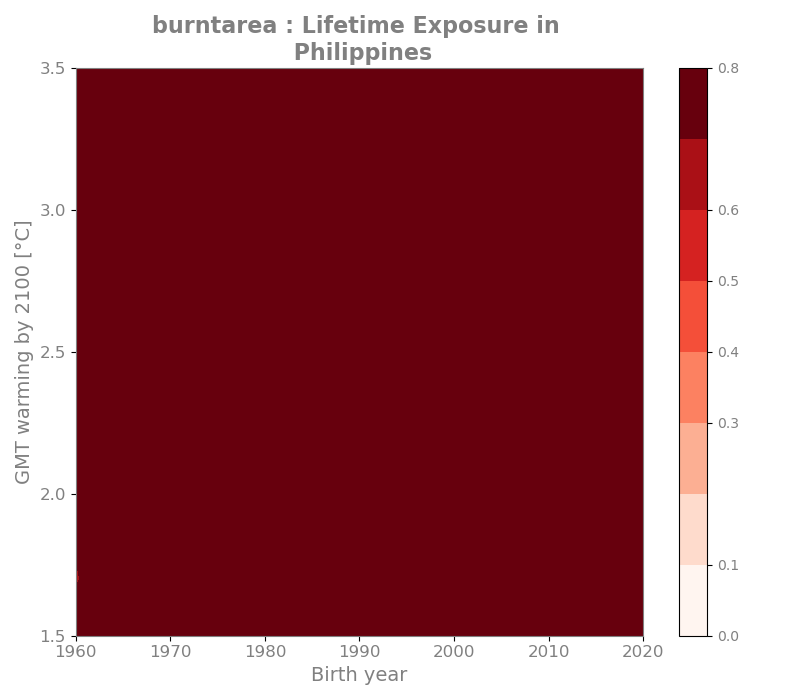 burntarea : Lifetime Exposure in
Philippines
3.5
3.0
2.5
2.0
1.5
GMT warming by 2100 [°C]
1960 1970 1980 1990 2000 2010 2020
Birth year
0.8
0.6
0.5
0.4
0.3
0.1
0.0